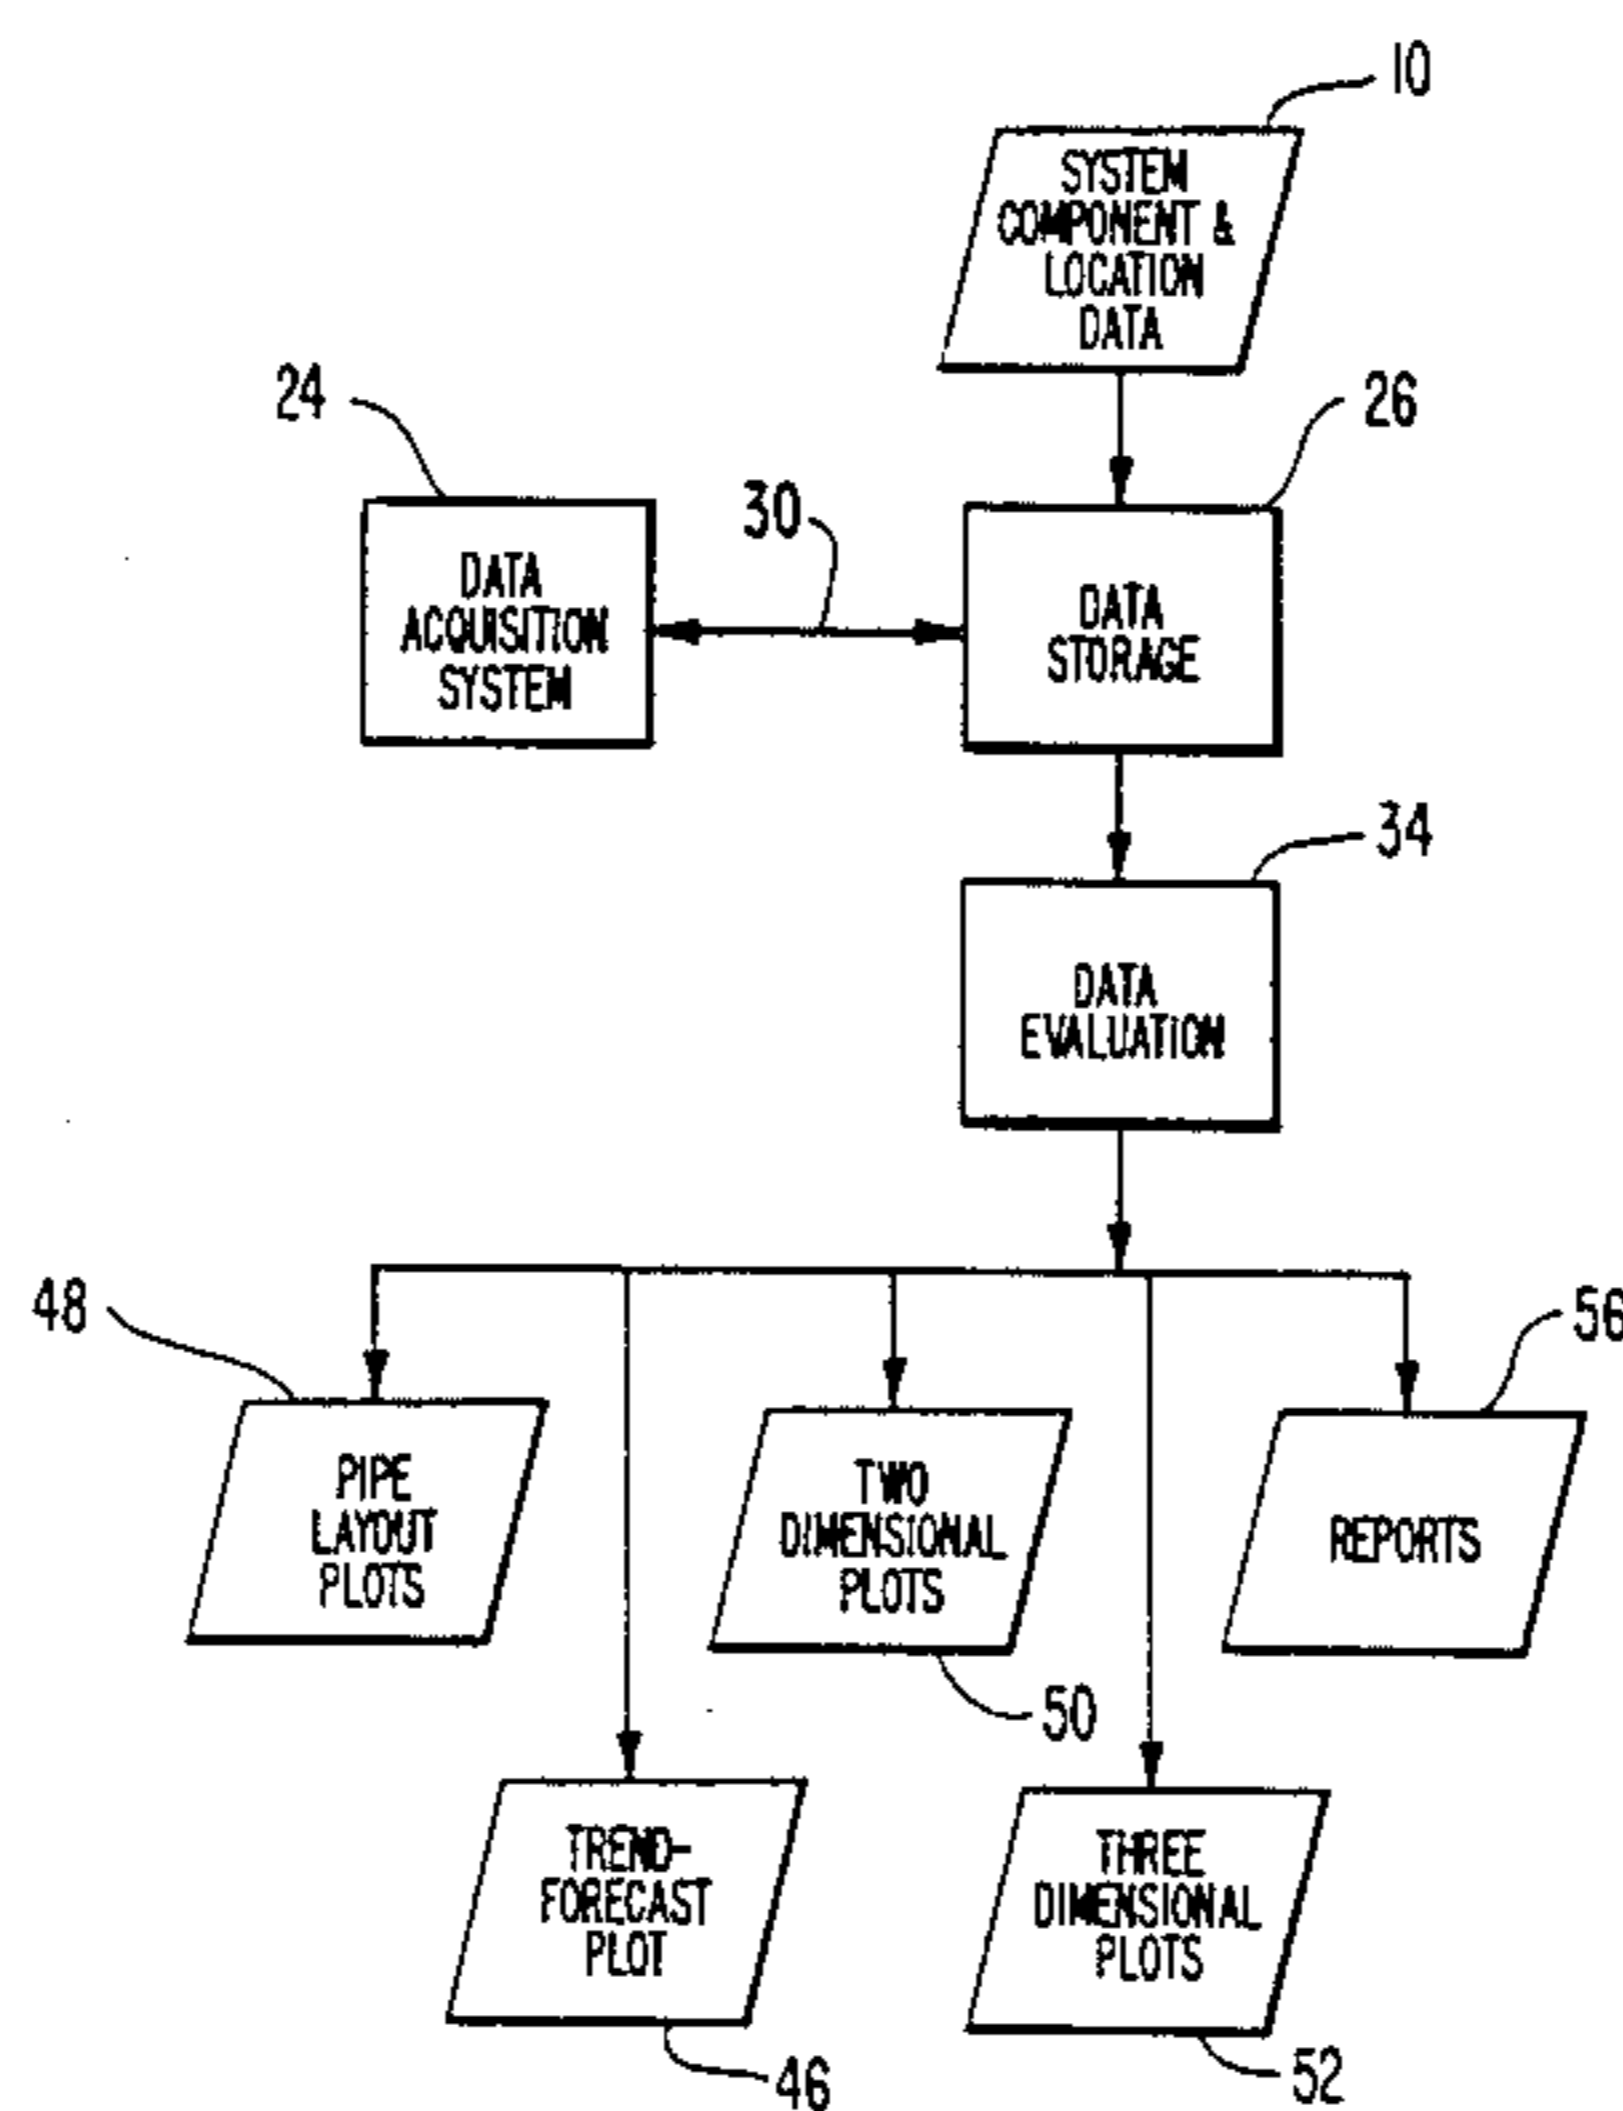 10
SYSTEM
COMPONENT &
LOCATION
DATA
24
26
30
DATA
ACQUISITION
SYSTEM
DATA
STORAGE
34
DATA
EVALUATION
48
56
PIPE
LAYOUT
PLOTS
TWO
DIMENSIONAL
PLOTS
REPORTS
50
TREND-
FORECAST
PLOT
THREE
DIMENSIONAL
PLOTS
46
52